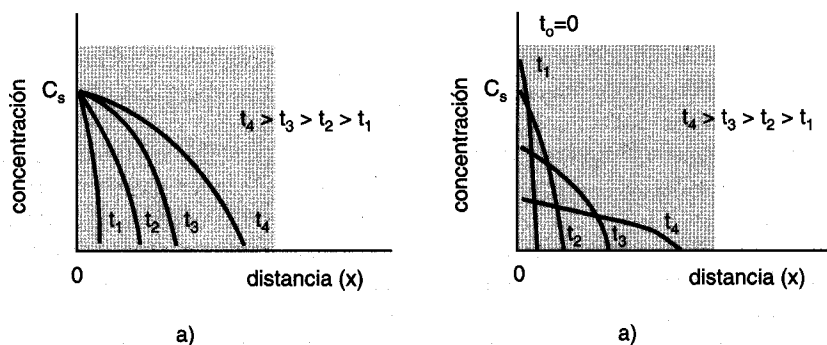 concentración
C_s
t_4 > t_3 > t_2 > t_1
t_1
t_2
t_3
t_4
0
distancia (x)
a)
t_o=0
concentración
C_s
t_1
t_4 > t_3 > t_2 > t_1
t_2
t_3
t_4
0
distancia (x)
a)